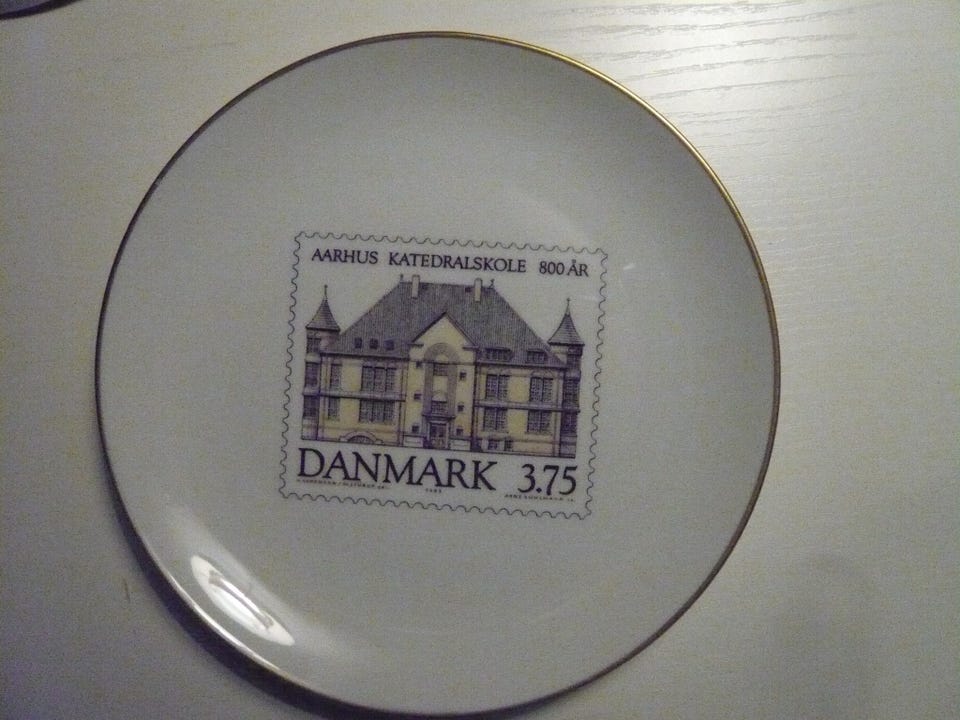 AARHUS KATEDRALSKOLE 800 ÅR
DANMARK 3.75